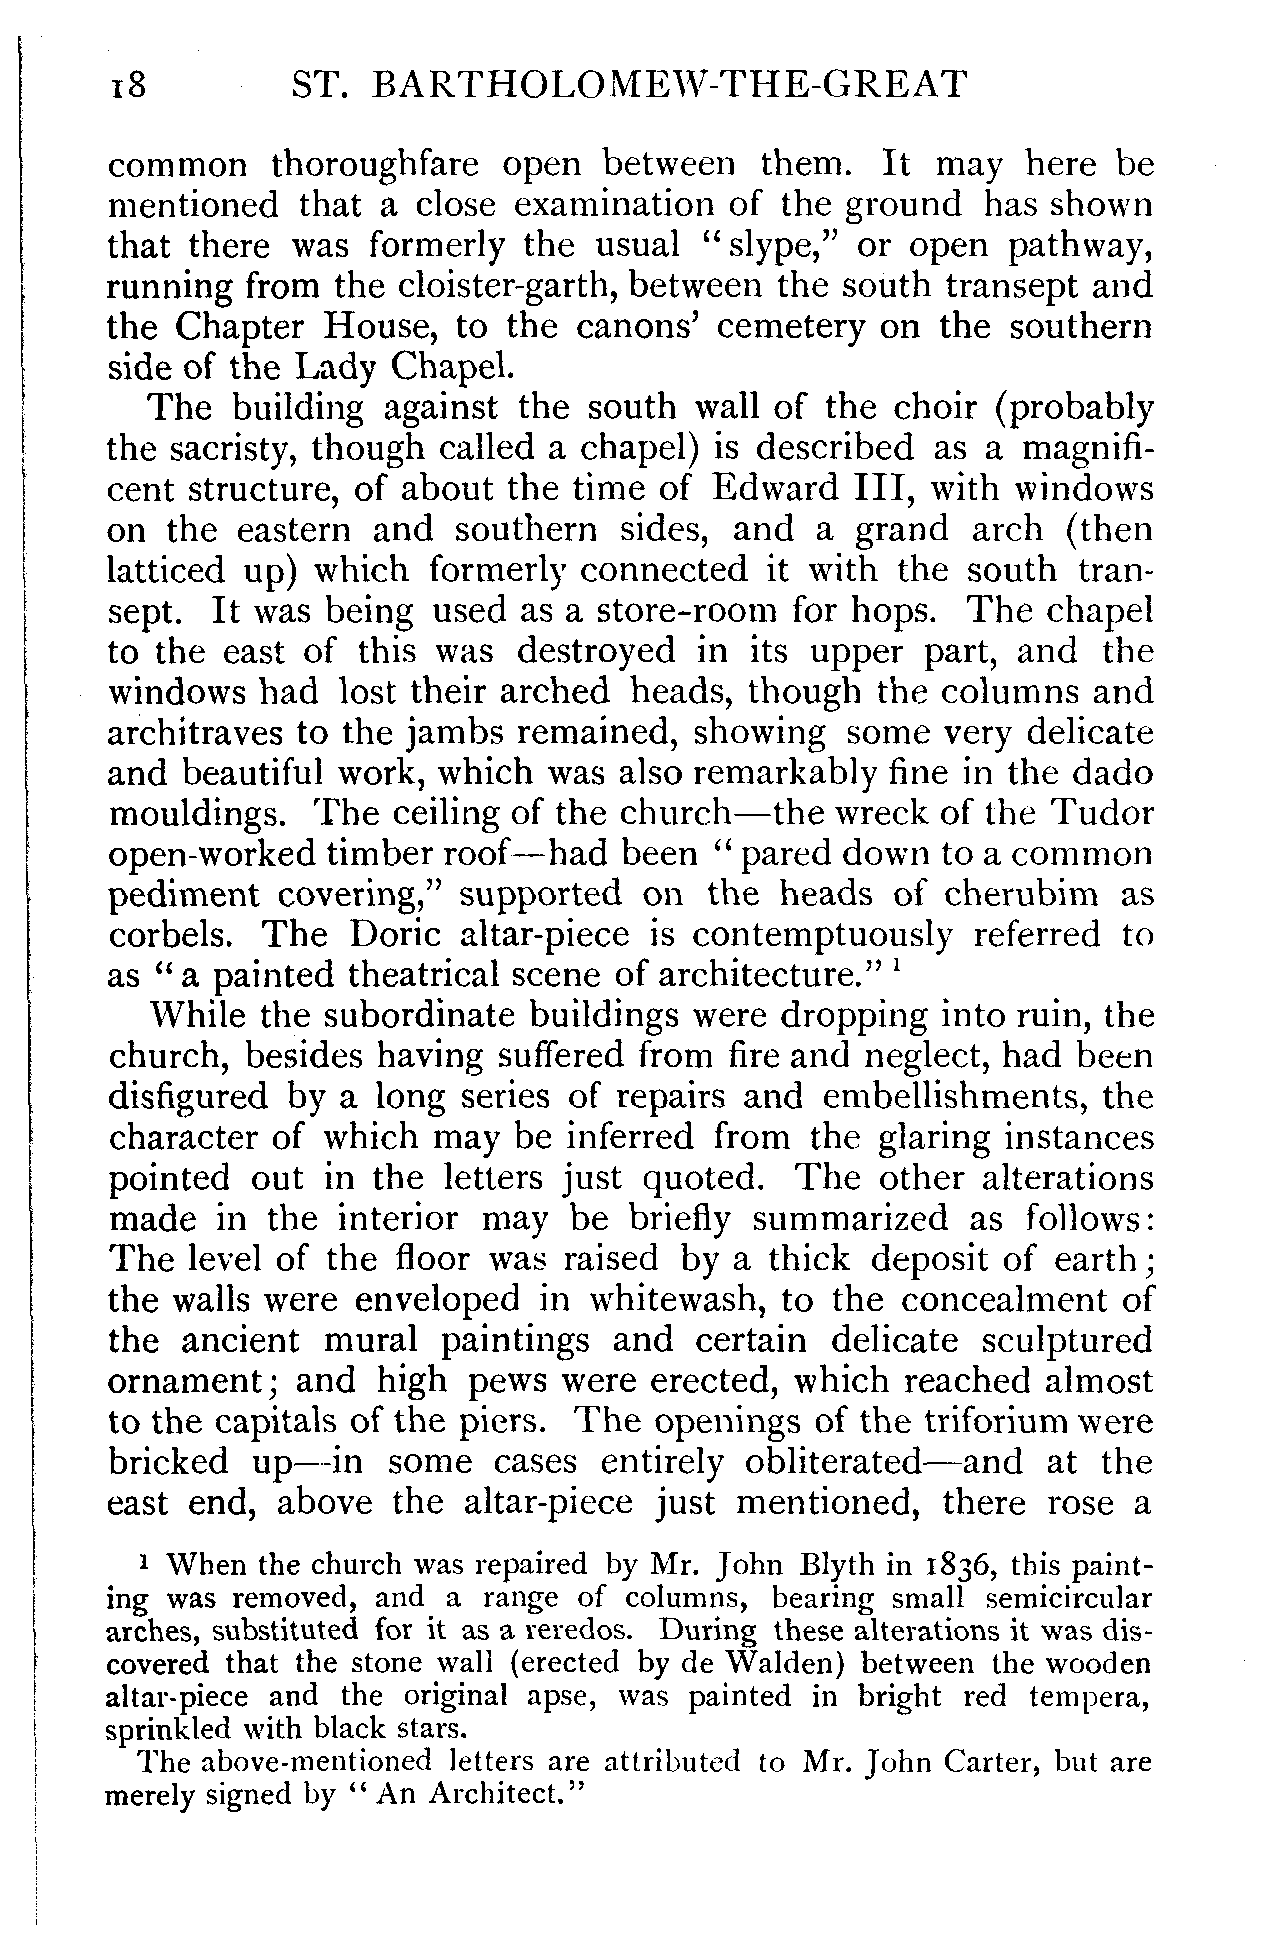 18 ST. BARTHOLOMEW-THE-GREAT
common thoroughfare open between them. It may here be
mentioned that a close examination of the ground has shown
that there was formerly the usual “ slype,” or open pathway,
running from the cloister-garth, between the south transept and
the Chapter House, to the canons’ cemetery on the southern
side of the Lady Chapel.
The building against the south wall of the choir (probably
the sacristy, though called a chapel) is described as a magnifi-
cent structure, of about the time of Edward III, with windows
on the eastern and southern sides, and a grand arch (then
latticed up) which formerly connected it with the south tran-
sept. It was being used as a store-room for hops. The chapel
to the east of this was destroyed in its upper part, and the
windows had lost their arched heads, though the columns and
architraves to the jambs remained, showing some very delicate
and beautiful work, which was also remarkably fine in the dado
mouldings. The ceiling of the church—the wreck of the Tudor
open-worked timber roof—had been “ pared down to a common
pediment covering,” supported on the heads of cherubim as
corbels. The Doric altar-piece is contemptuously referred to
as “ a painted theatrical scene of architecture.” ¹
While the subordinate buildings were dropping into ruin, the
church, besides having suffered from fire and neglect, had been
disfigured by a long series of repairs and embellishments, the
character of which may be inferred from the glaring instances
pointed out in the letters just quoted. The other alterations
made in the interior may be briefly summarized as follows:
The level of the floor was raised by a thick deposit of earth;
the walls were enveloped in whitewash, to the concealment of
the ancient mural paintings and certain delicate sculptured
ornament; and high pews were erected, which reached almost
to the capitals of the piers. The openings of the triforium were
bricked up—in some cases entirely obliterated—and at the
east end, above the altar-piece just mentioned, there rose a
¹ When the church was repaired by Mr. John Blyth in 1836, this paint-
ing was removed, and a range of columns, bearing small semicircular
arches, substituted for it as a reredos. During these alterations it was dis-
covered that the stone wall (erected by de Walden) between the wooden
altar-piece and the original apse, was painted in bright red tempera,
sprinkled with black stars.
The above-mentioned letters are attributed to Mr. John Carter, but are
merely signed by “ An Architect.”